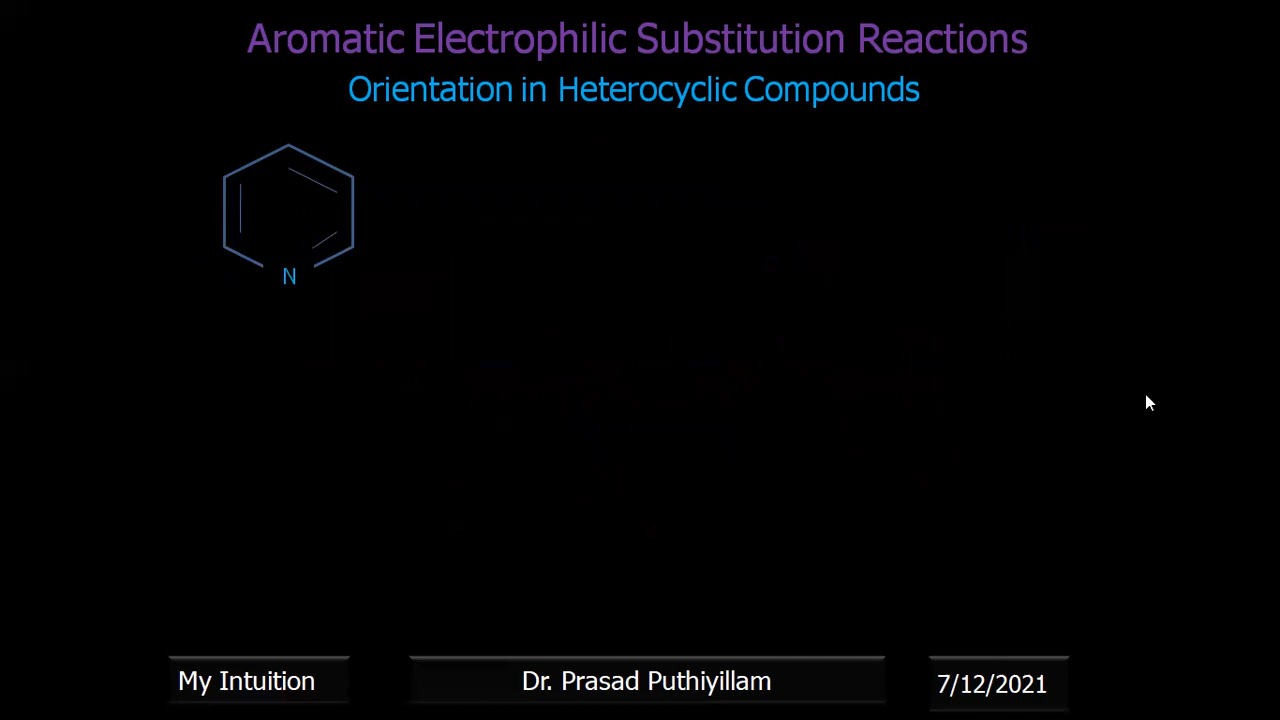 Aromatic Electrophilic Substitution Reactions
Orientation in Heterocyclic Compounds
N
My Intuition
Dr. Prasad Puthiyillam
7/12/2021